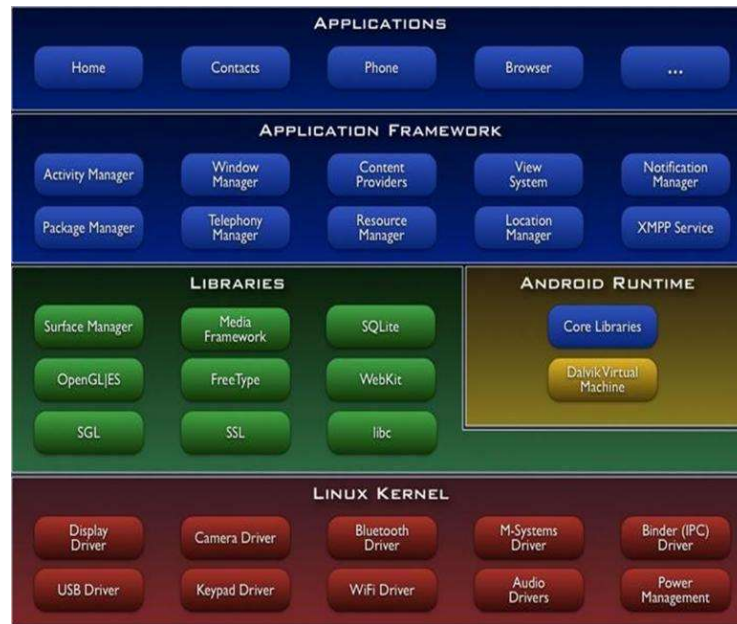 APPLICATIONS
Home
Contacts
Phone
Browser
...
APPLICATION FRAMEWORK
Activity Manager
Window
Manager
Content
Providers
View
System
Notification
Manager
Package Manager
Telephony
Manager
Resource
Manager
Location
Manager
XMPP Service
LIBRARIES
Surface Manager
Media
Framework
SQLite
OpenGL|ES
FreeType
WebKit
SGL
SSL
libc
ANDROID RUNTIME
Core Libraries
Dalvik Virtual
Machine
LINUX KERNEL
Display
Driver
Camera Driver
Bluetooth
Driver
M-Systems
Driver
Binder (IPC)
Driver
USB Driver
Keypad Driver
WiFi Driver
Audio
Drivers
Power
Management